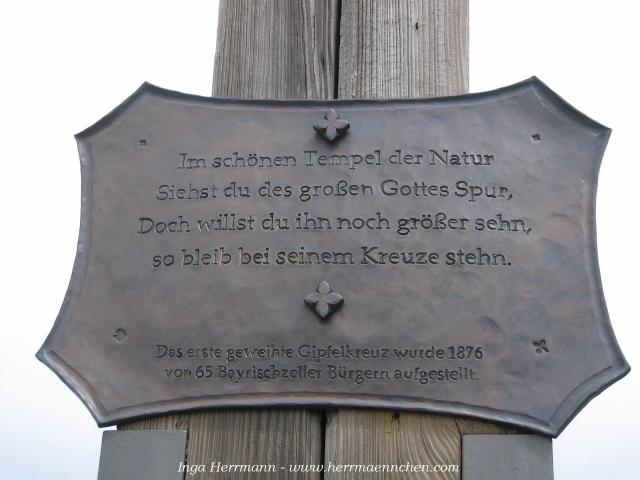 Im schönen Tempel der Natur
Siehst du des großen Gottes Spur,
Doch willst du ihn noch größer sehn,
so bleib bei seinem Kreuze stehn.
Das erste geweihte Gipfelkreuz wurde 1876
von 65 Bayrischzeller Bürgern aufgestellt.
Inga Herrmann - www.herrmaennchen.com